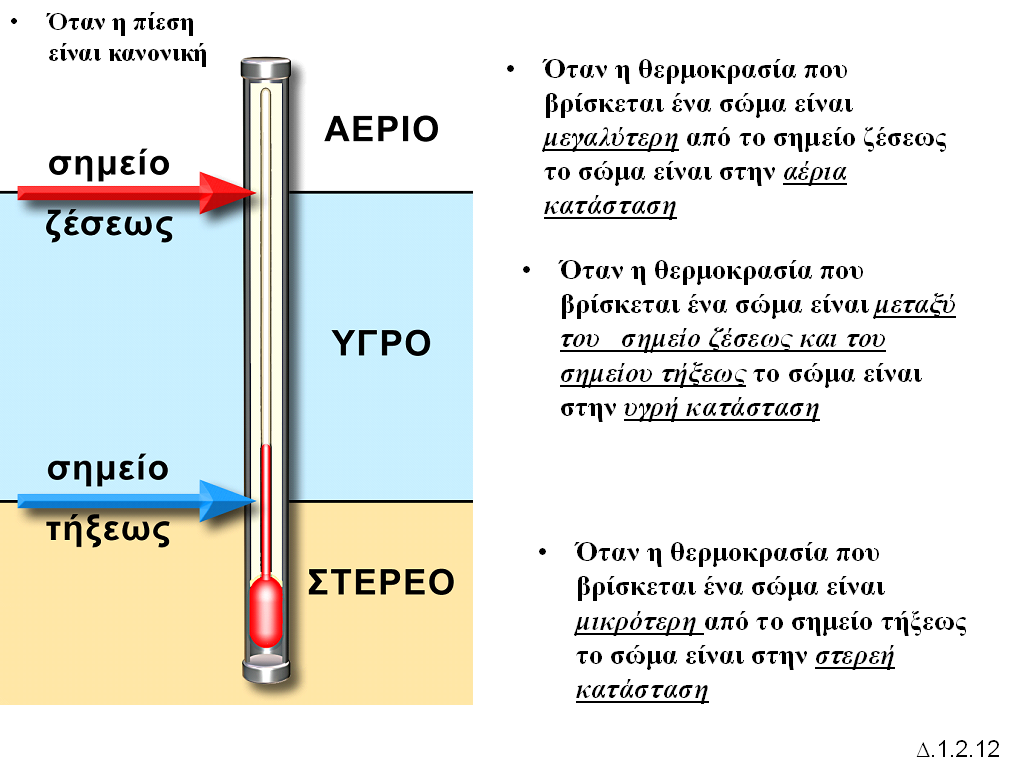 • Όταν η πίεση
είναι κανονική
ΑΕΡΙΟ
σημείο
ζέσεως
ΥΓΡΟ
σημείο
τήξεως
ΣΤΕΡΕΟ
• Όταν η θερμοκρασία που
βρίσκεται ένα σώμα είναι
μεγαλύτερη από το σημείο ζέσεως
το σώμα είναι στην αέρια
κατάσταση
• Όταν η θερμοκρασία που
βρίσκεται ένα σώμα είναι μεταξύ
του σημείο ζέσεως και του
σημείου τήξεως το σώμα είναι
στην υγρή κατάσταση
• Όταν η θερμοκρασία που
βρίσκεται ένα σώμα είναι
μικρότερη από το σημείο τήξεως
το σώμα είναι στην στερεή
κατάσταση
Δ.1.2.12